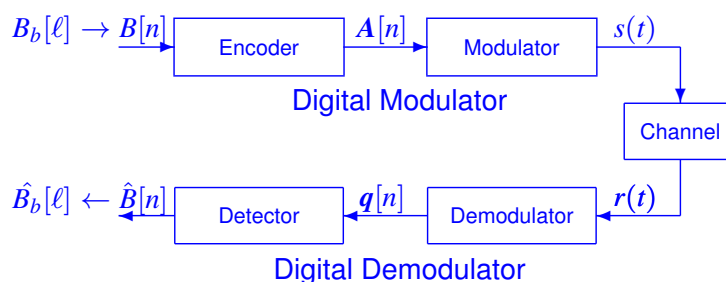 B_b[ℓ] → B[n] Encoder A[n] Modulator s(t)
Digital Modulator
Channel
B̂_b[ℓ] ← B̂[n] Detector q[n] Demodulator r(t)
Digital Demodulator